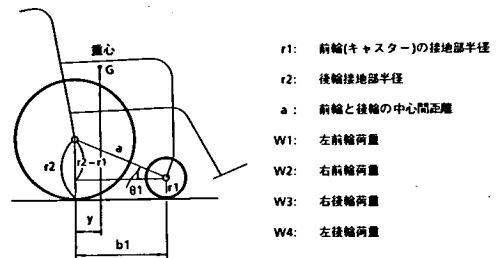 重心
G
a
r2
r2-r1
θ1
r1
y
b1
r1: 前輪(キャスター)の接地部半径
r2: 後輪接地部半径
a: 前輪と後輪の中心間距離
W1: 左前輪荷重
W2: 右前輪荷重
W3: 右後輪荷重
W4: 左後輪荷重